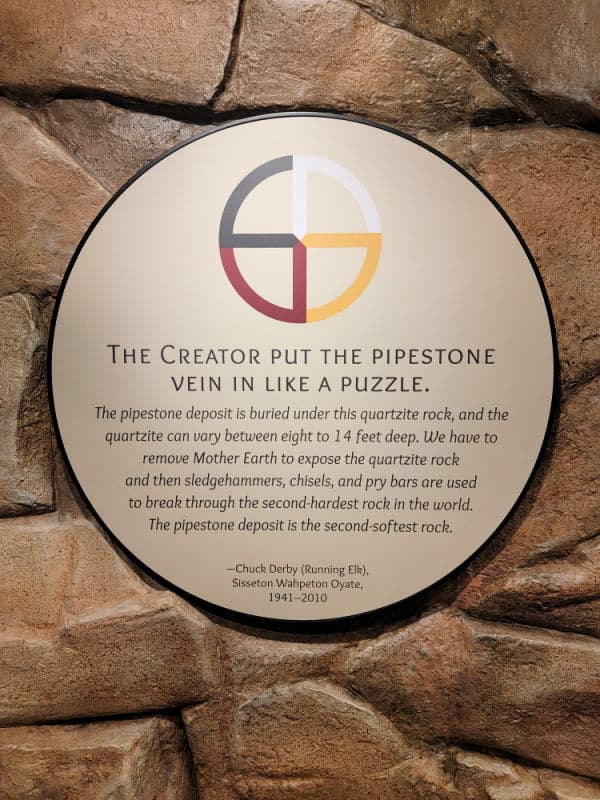 The Creator put the pipestone
vein in like a puzzle.
The pipestone deposit is buried under this quartzite rock, and the
quartzite can vary between eight to 14 feet deep. We have to
remove Mother Earth to expose the quartzite rock
and then sledgehammers, chisels, and pry bars are used
to break through the second-hardest rock in the world.
The pipestone deposit is the second-softest rock.
—Chuck Derby (Running Elk),
Sisseton Wahpeton Oyate,
1941–2010